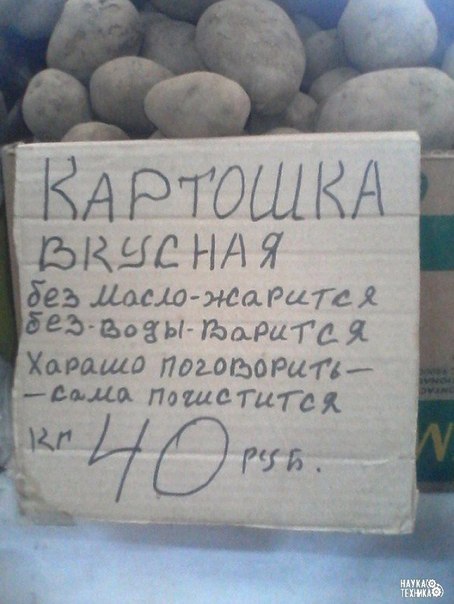 КАРТОШКА
ВКУСНАЯ
без Масло-жарится
без-воды-варится
Харашо поговорить—
—сама почистится
кг 40 руб.
НАУКА
ТЕХНИКА